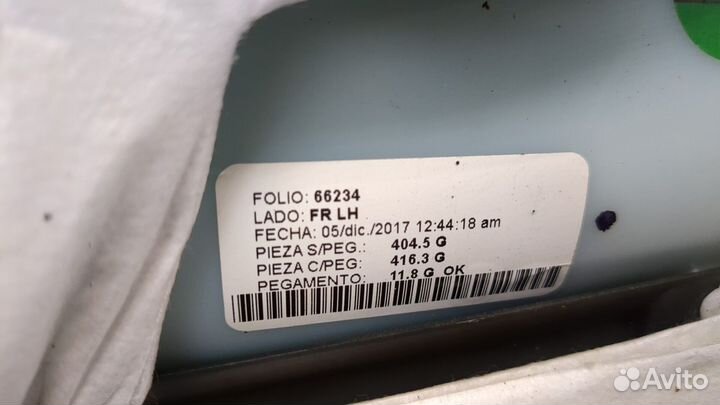 FOLIO: 66234
LADO: FR LH
FECHA: 05/dic./2017 12:44:18 am
PIEZA S/PEG.: 404.5 G
PIEZA C/PEG: 416.3 G
PEGAMENTO: 11.8 G OK
Avito